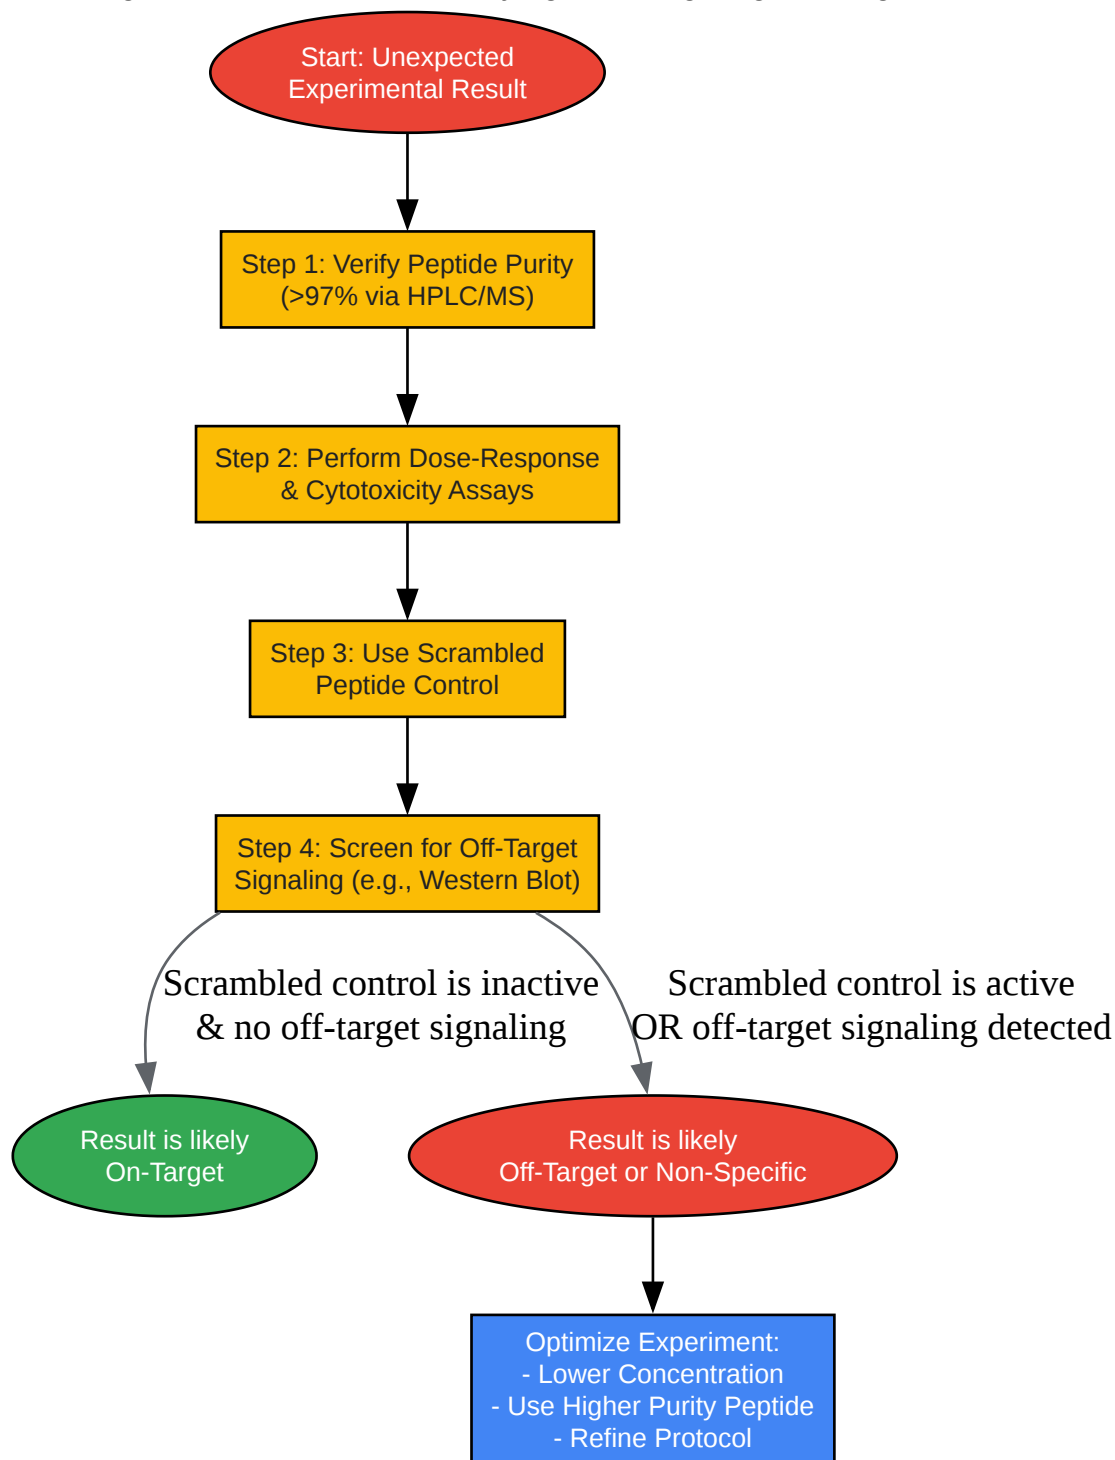 Start: Unexpected
Experimental Result
Step 1: Verify Peptide Purity
(>97% via HPLC/MS)
Step 2: Perform Dose-Response
& Cytotoxicity Assays
Step 3: Use Scrambled
Peptide Control
Step 4: Screen for Off-Target
Signaling (e.g., Western Blot)
Scrambled control is inactive
& no off-target signaling
Scrambled control is active
OR off-target signaling detected
Result is likely
On-Target
Result is likely
Off-Target or Non-Specific
Optimize Experiment:
- Lower Concentration
- Use Higher Purity Peptide
- Refine Protocol